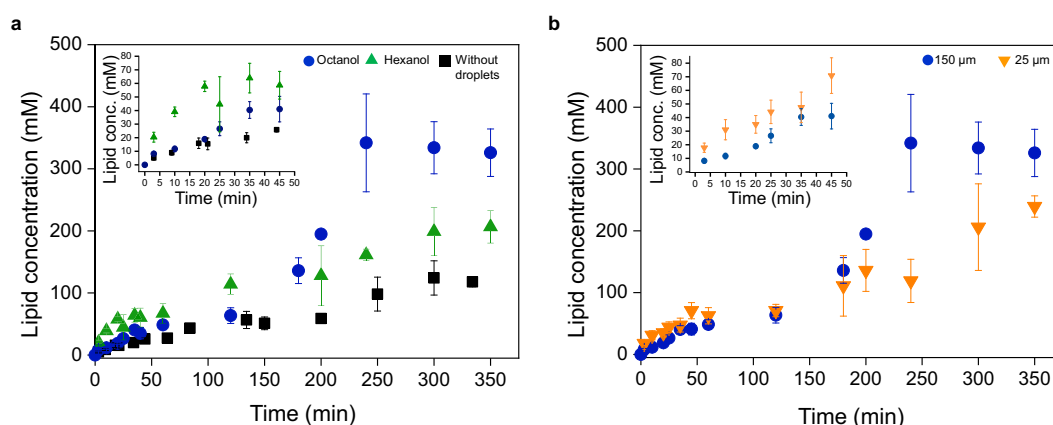 a
500
400
300
200
100
0
Lipid concentration (mM)
0 50 100 150 200 250 300 350
Time (min)
80
70
60
50
40
30
20
10
0
Lipid conc. (mM)
0 5 10 15 20 25 30 35 40 45 50
Time (min)
Octanol Hexanol Without
droplets
b
500
400
300
200
100
0
Lipid concentration (mM)
0 50 100 150 200 250 300 350
Time (min)
80
70
60
50
40
30
20
10
0
Lipid conc. (mM)
0 5 10 15 20 25 30 35 40 45 50
Time (min)
150 µm 25 µm